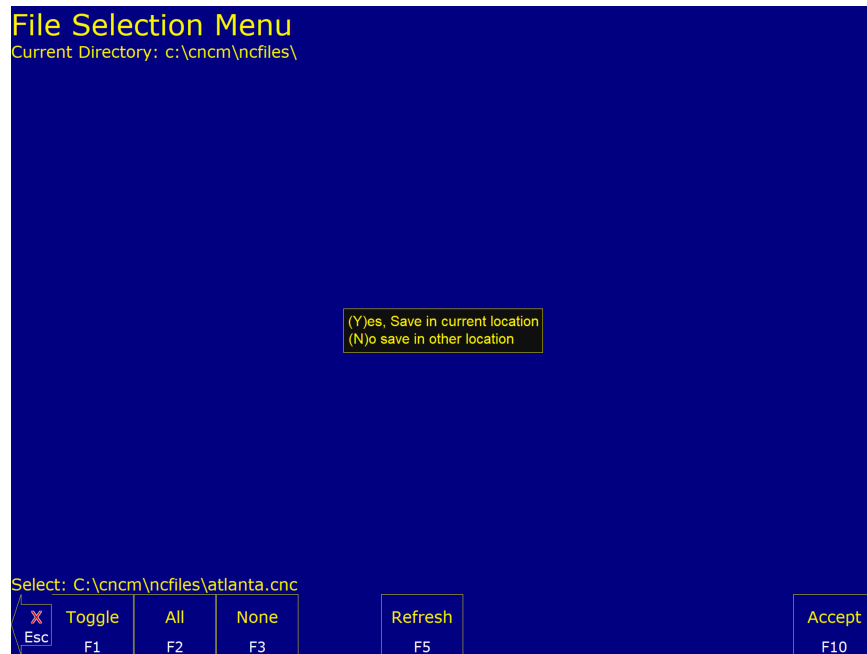 File Selection Menu
Current Directory: c:\cncm\ncfiles\
(Y)es, Save in current location
(N)o save in other location
Select: C:\cncm\ncfiles\atlanta.cnc
X Toggle All None Refresh Accept
Esc F1 F2 F3 F5 F10